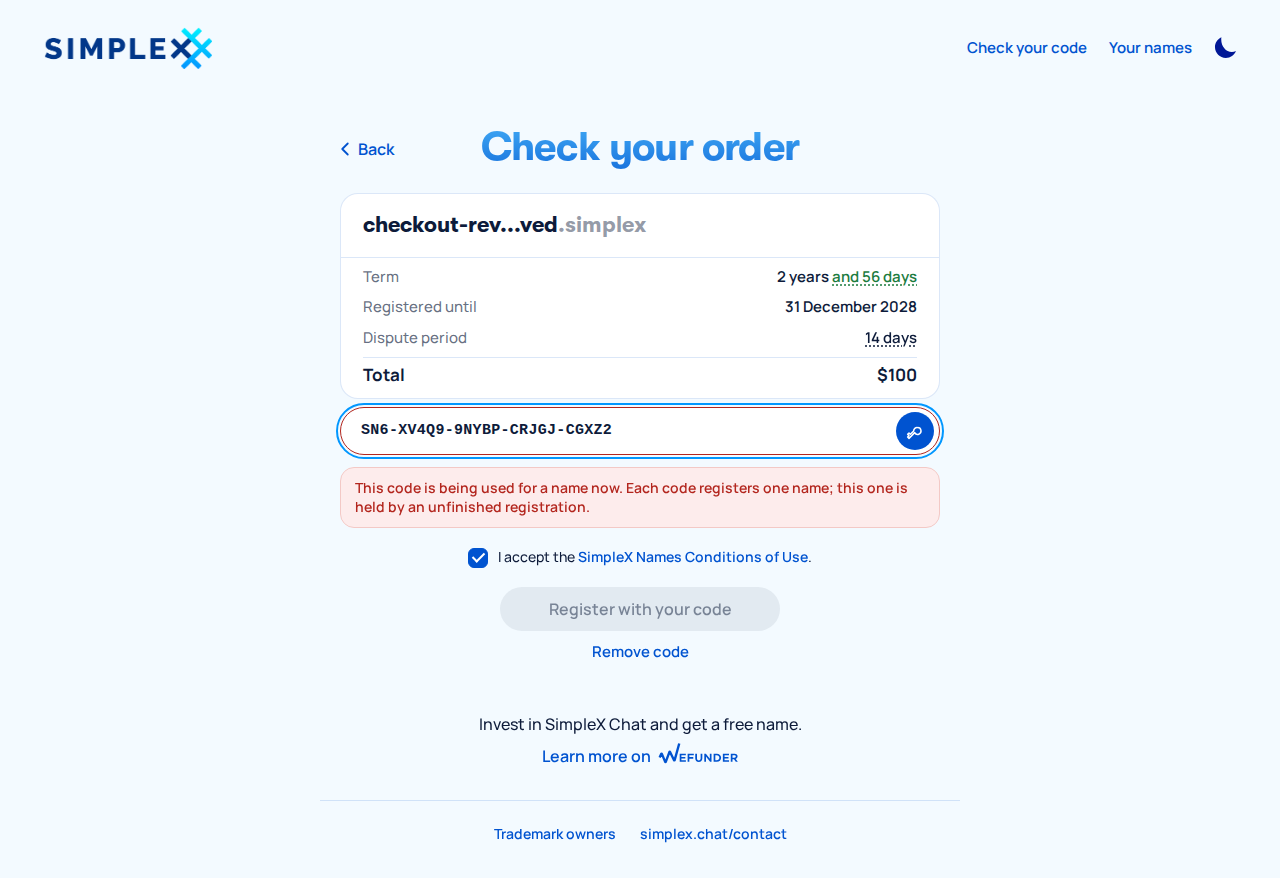 SIMPLEX
Check your code
Your names
Back
Check your order
checkout-rev...ved.simplex
Term
2 years and 56 days
Registered until
31 December 2028
Dispute period
14 days
Total
$100
SN6-XV4Q9-9NYBP-CRJGJ-CGXZ2
This code is being used for a name now. Each code registers one name; this one is
held by an unfinished registration.
I accept the SimpleX Names Conditions of Use.
Register with your code
Remove code
Invest in SimpleX Chat and get a free name.
Learn more on WEFUNDER
Trademark owners
simplex.chat/contact